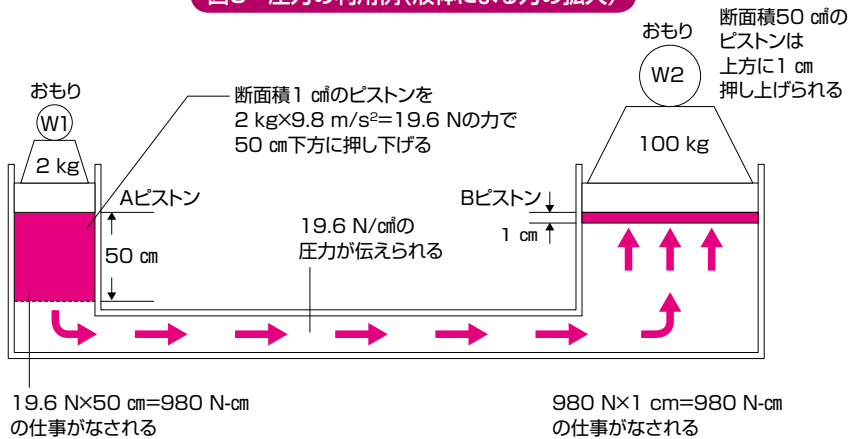 おもり
W1
2 kg
断面積1 ㎠のピストンを
2 kg×9.8 m/s²=19.6 Nの力で
50 ㎝下方に押し下げる
Aピストン
50 ㎝
19.6 N/㎠の
圧力が伝えられる
おもり
W2
100 kg
断面積50 ㎠の
ピストンは
上方に1 ㎝
押し上げられる
Bピストン
1 ㎝
19.6 N×50 ㎝=980 N-㎝
の仕事がなされる
980 N×1 cm=980 N-㎝
の仕事がなされる